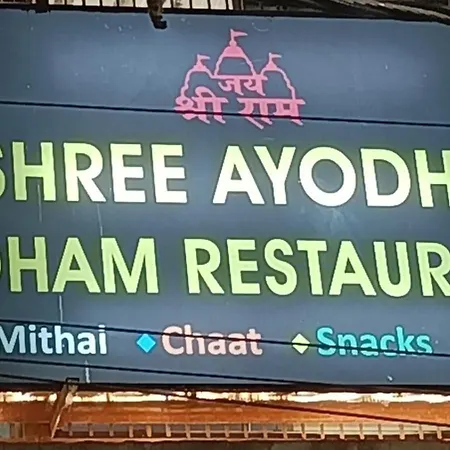 जय
श्री राम
SHREE AYODH
DHAM RESTAUR
Mithai Chaat Snacks